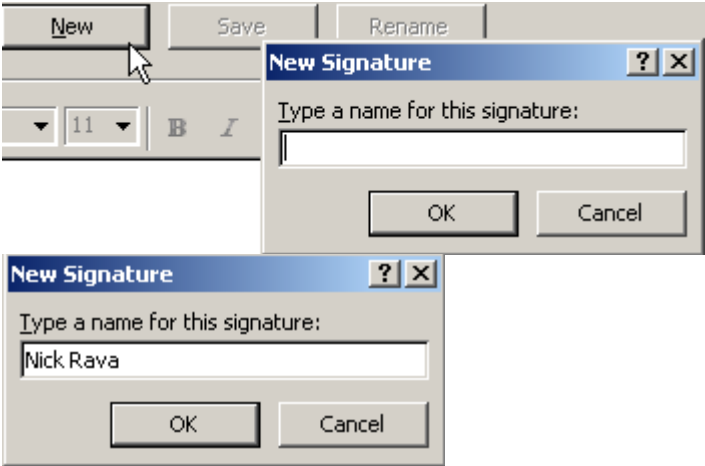 New Save Rename
New Signature ?
Type a name for this signature:
11 B I
OK Cancel
New Signature ?
Type a name for this signature:
Nick Rava
OK Cancel